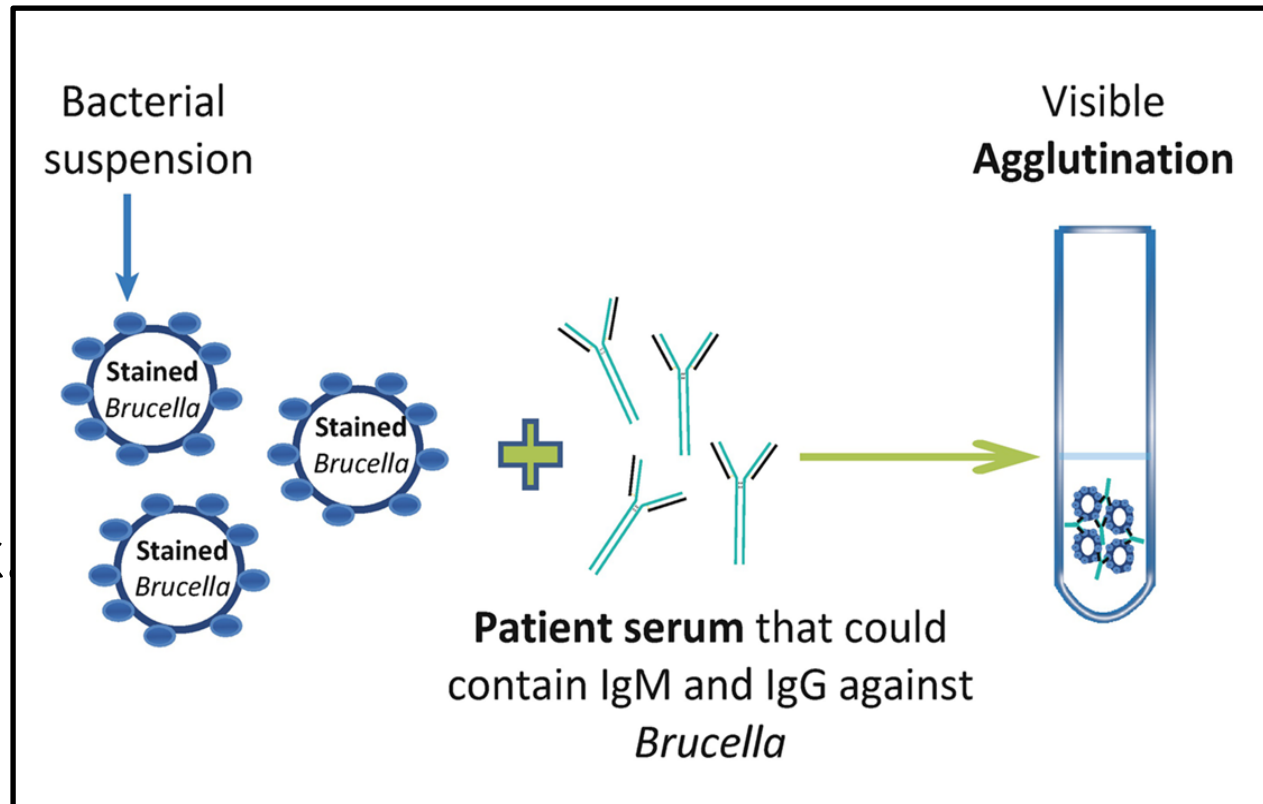 Bacterial
suspension
Visible
Agglutination
Stained
Brucella
Stained
Brucella
Stained
Brucella
Patient serum that could
contain IgM and IgG against
Brucella